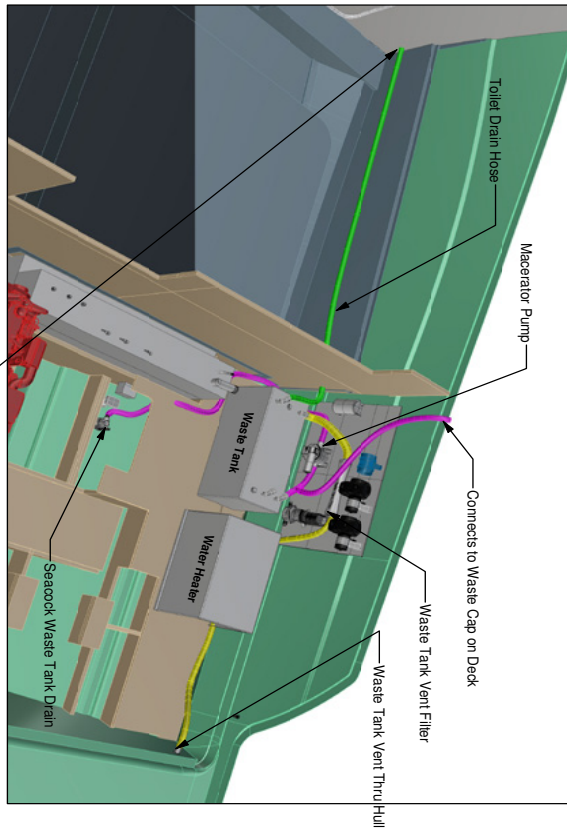 Toilet Drain Hose
Macerator Pump
Connects to Waste Cap on Deck
Waste Tank Vent Filter
Waste Tank Vent Thru Hull
Waste Tank
Water Heater
Seacock Waste Tank Drain